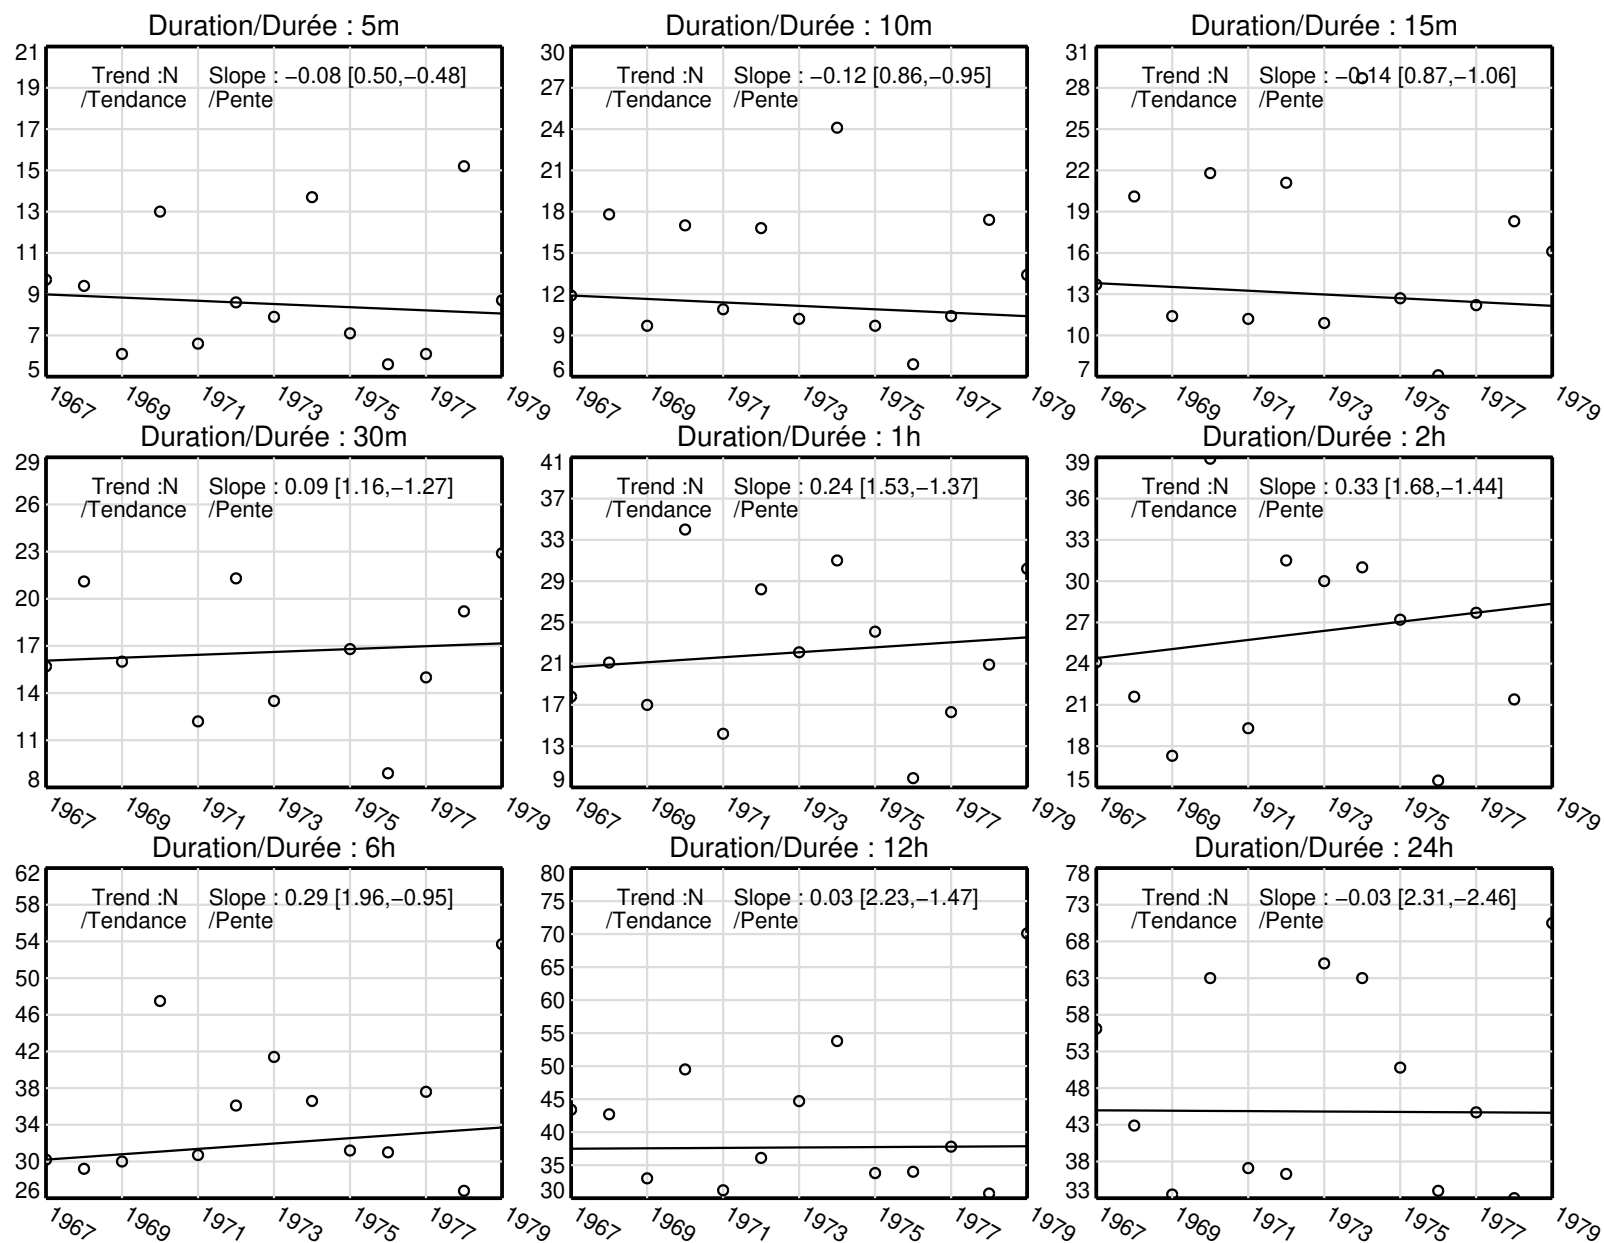 Duration/Durée : 5m
21
19
17
15
13
11
9
7
5
Trend :N Slope : −0.08 [0.50,−0.48]
/Tendance /Pente
1967 1969 1971 1973 1975 1977 1979
Duration/Durée : 10m
30
27
24
21
18
15
12
9
6
Trend :N Slope : −0.12 [0.86,−0.95]
/Tendance /Pente
1967 1969 1971 1973 1975 1977 1979
Duration/Durée : 15m
31
28
25
22
19
16
13
10
7
Trend :N Slope : −0.14 [0.87,−1.06]
/Tendance /Pente
1967 1969 1971 1973 1975 1977 1979
Duration/Durée : 30m
29
26
23
20
17
14
11
8
Trend :N Slope : 0.09 [1.16,−1.27]
/Tendance /Pente
1967 1969 1971 1973 1975 1977 1979
Duration/Durée : 1h
41
37
33
29
25
21
17
13
9
Trend :N Slope : 0.24 [1.53,−1.37]
/Tendance /Pente
1967 1969 1971 1973 1975 1977 1979
Duration/Durée : 2h
39
36
33
30
27
24
21
18
15
Trend :N Slope : 0.33 [1.68,−1.44]
/Tendance /Pente
1967 1969 1971 1973 1975 1977 1979
Duration/Durée : 6h
62
58
54
50
46
42
38
34
30
26
Trend :N Slope : 0.29 [1.96,−0.95]
/Tendance /Pente
1967 1969 1971 1973 1975 1977 1979
Duration/Durée : 12h
80
75
70
65
60
55
50
45
40
35
30
Trend :N Slope : 0.03 [2.23,−1.47]
/Tendance /Pente
1967 1969 1971 1973 1975 1977 1979
Duration/Durée : 24h
78
73
68
63
58
53
48
43
38
33
Trend :N Slope : −0.03 [2.31,−2.46]
/Tendance /Pente
1967 1969 1971 1973 1975 1977 1979